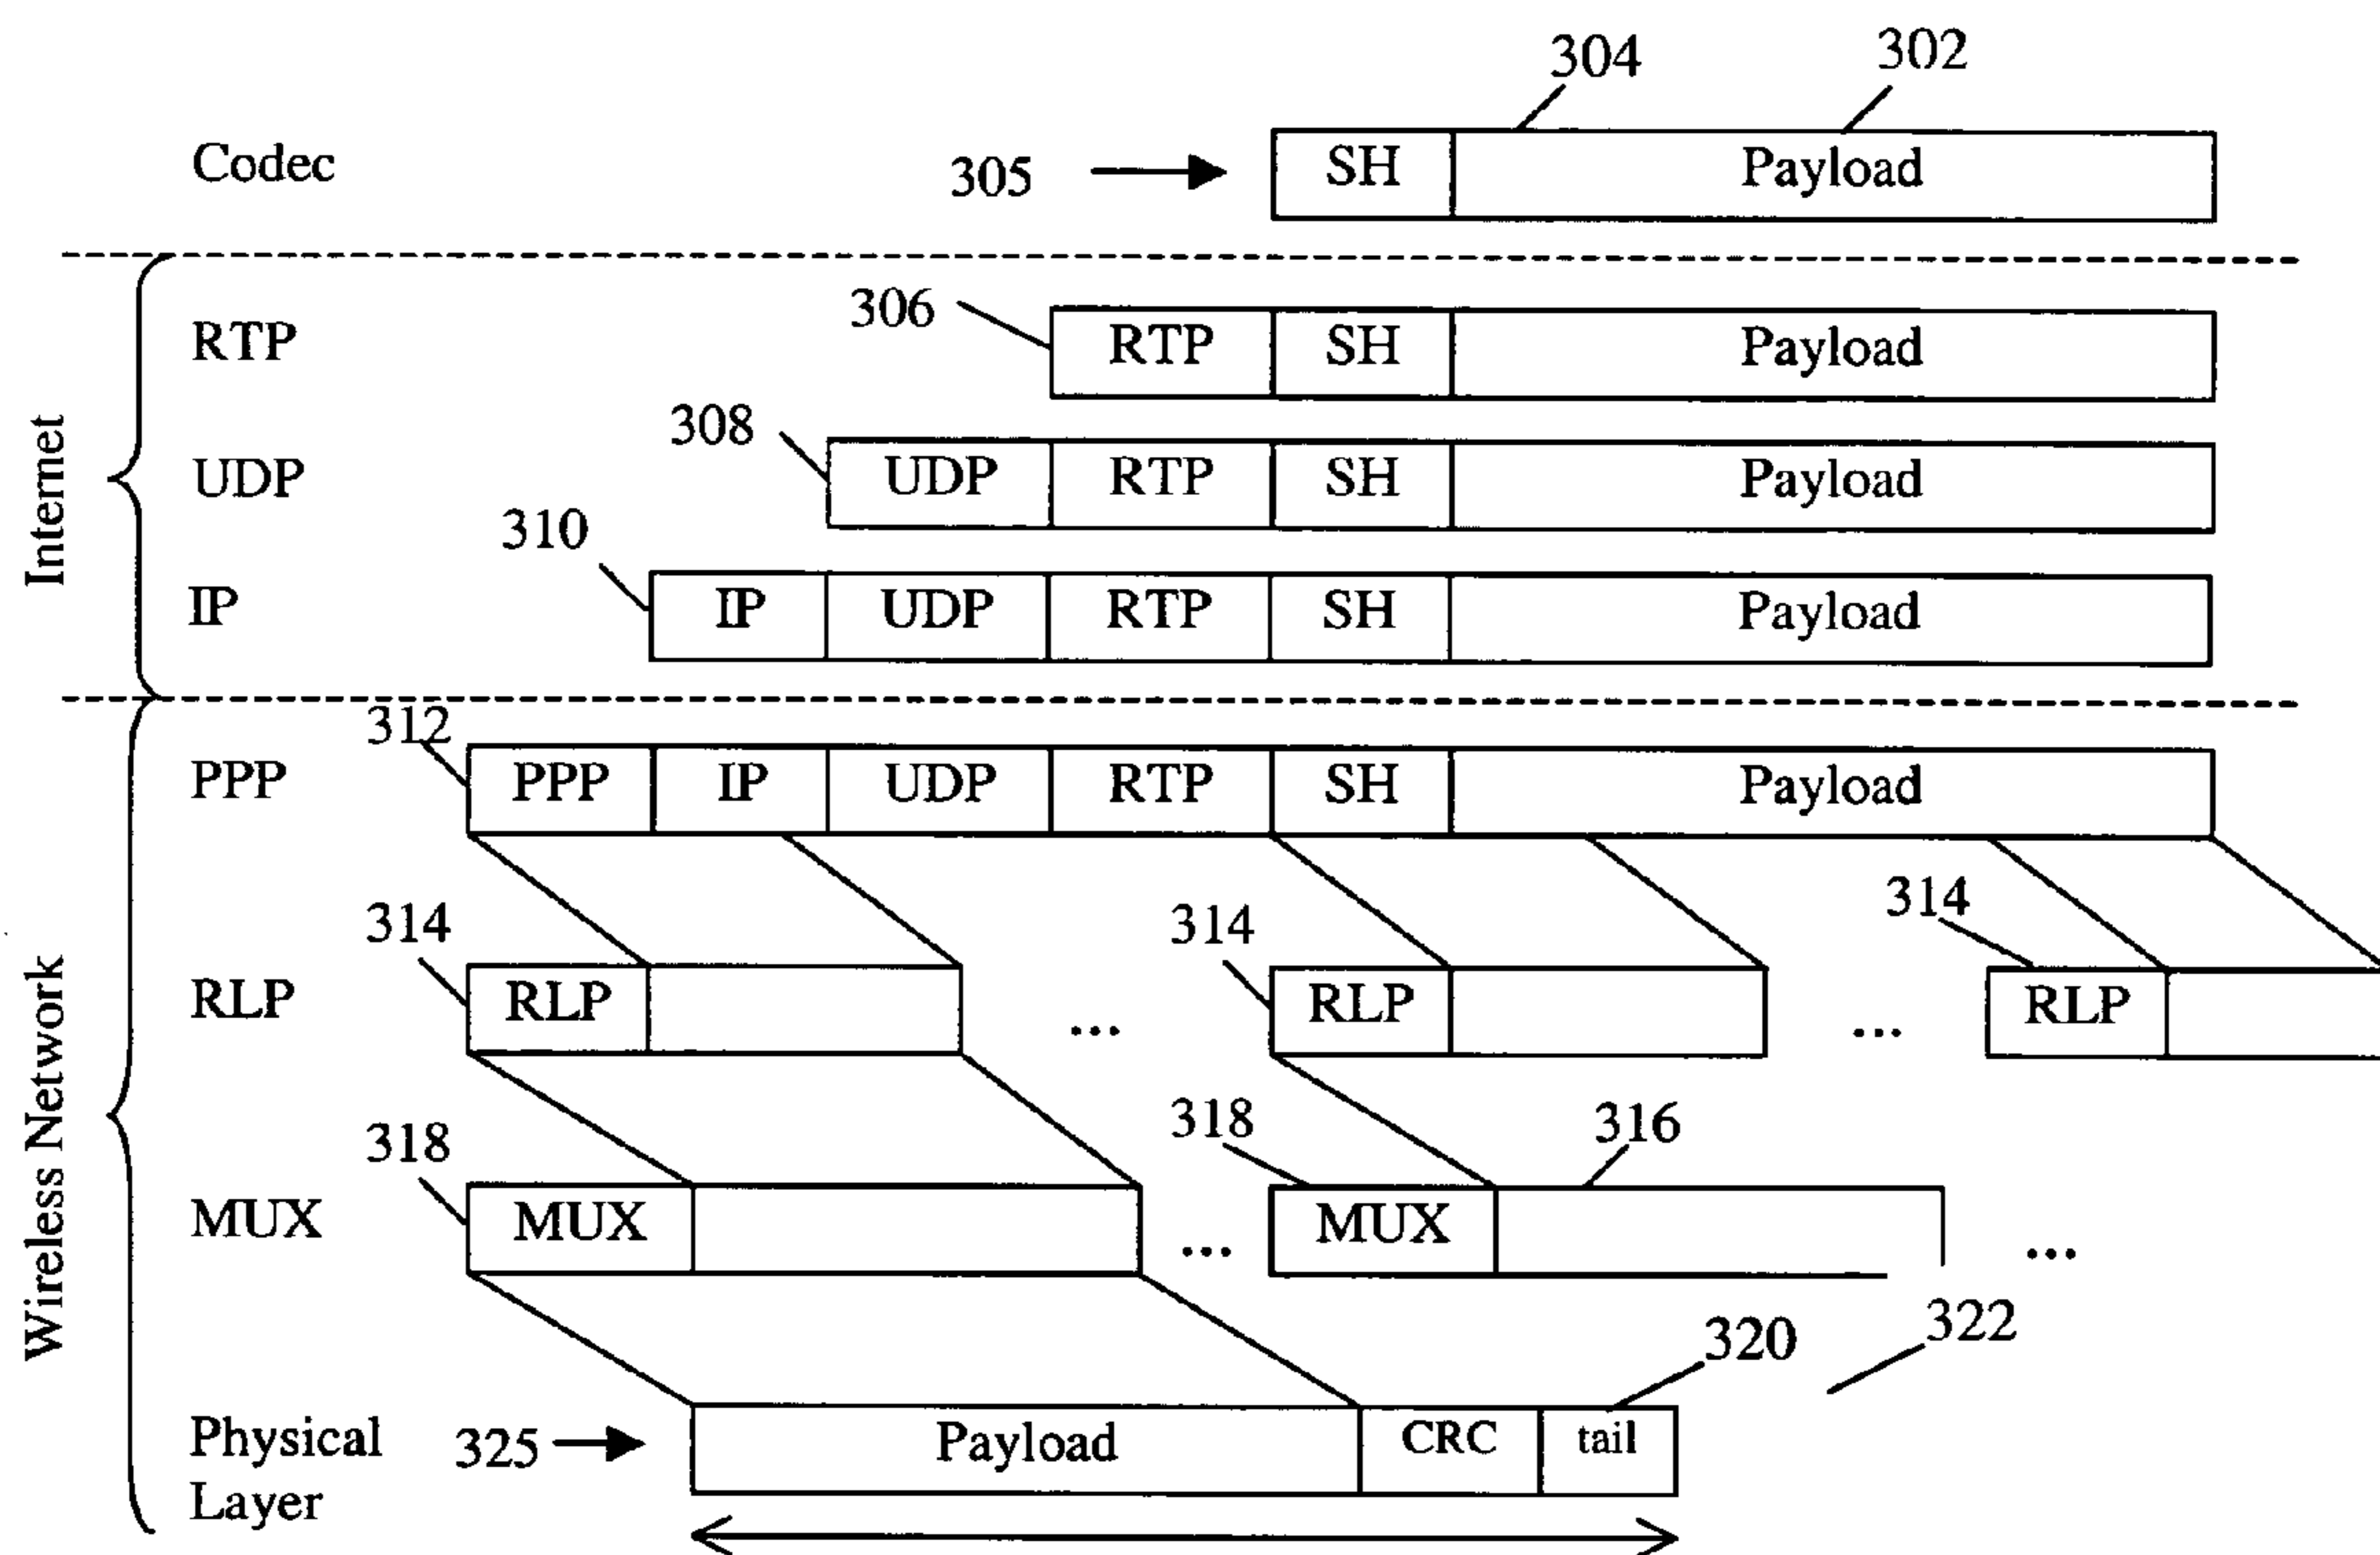 304 302
Codec 305 SH Payload
306
RTP RTP SH Payload
308
UDP UDP RTP SH Payload
310
IP IP UDP RTP SH Payload
Internet
312
PPP PPP IP UDP RTP SH Payload
314 314 314
RLP RLP ... RLP ... RLP
318 318 316
MUX MUX ... MUX ...
320 322
Physical Layer 325 Payload CRC tail
Wireless Network